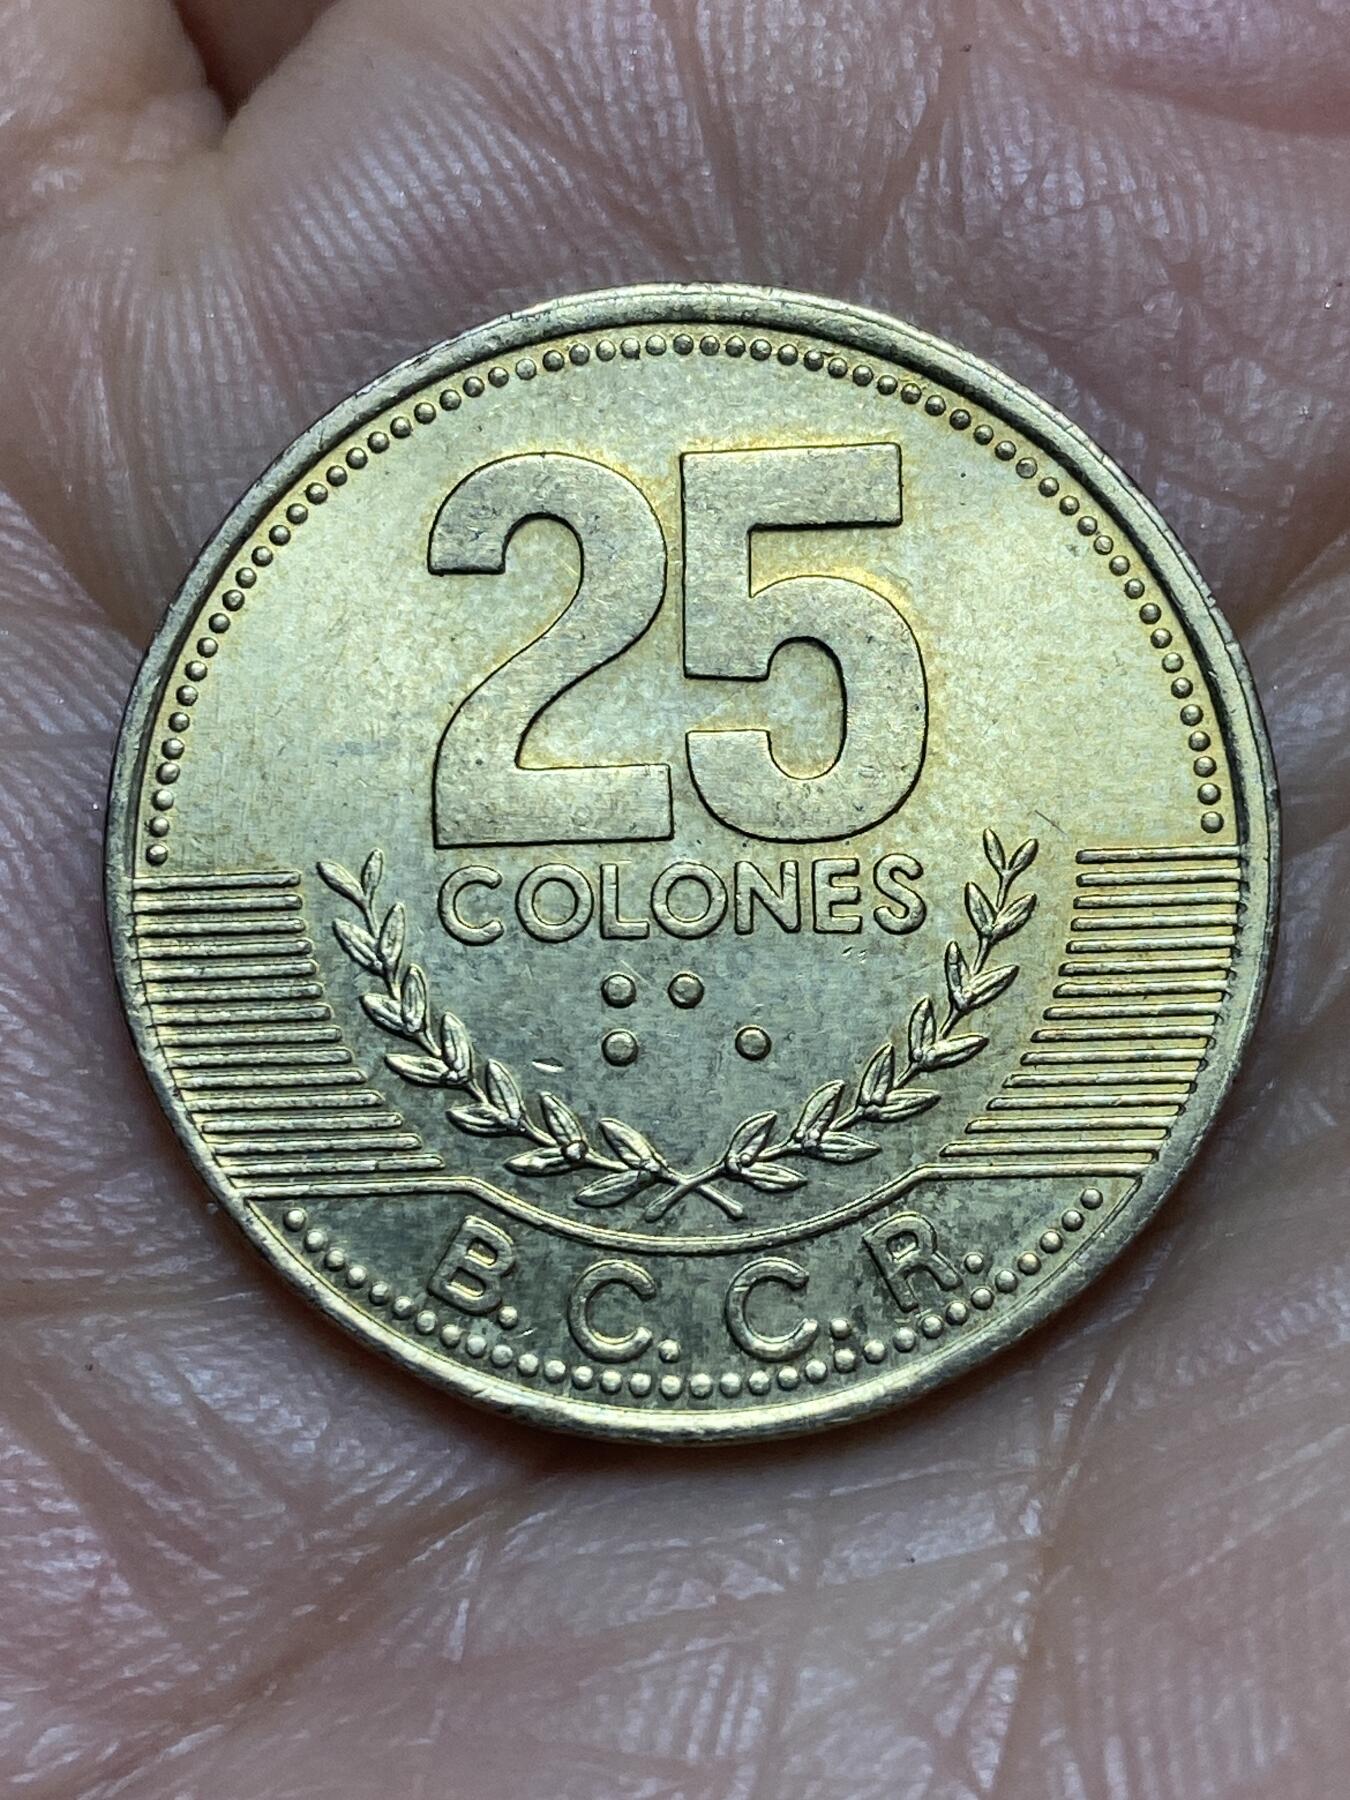 25
COLONES
⠃⠑
B. C. C. R.